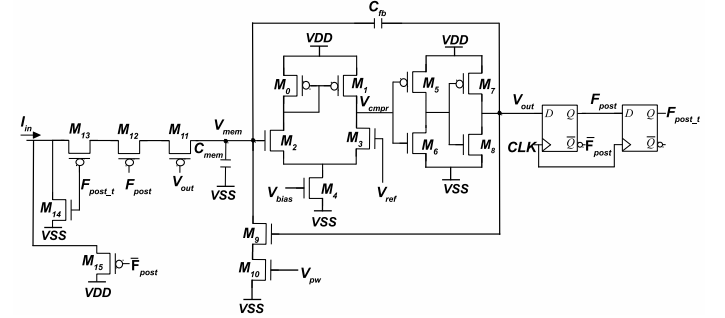 C_fb
VDD
VDD
M_0
M_1
M_5
M_7
V_cmpr
I_in
M_13
M_12
M_11
V_mem
C_mem
M_2
M_3
M_6
M_8
V_out
D Q
F_post
D Q
F_post_t
CLK
Q̅
F̅_post
Q̅
F_post_t
F_post
V_out
VSS
V_bias
M_4
V_ref
VSS
M_14
VSS
VSS
M_9
M_15
F̅_post
M_10
V_pw
VDD
VSS